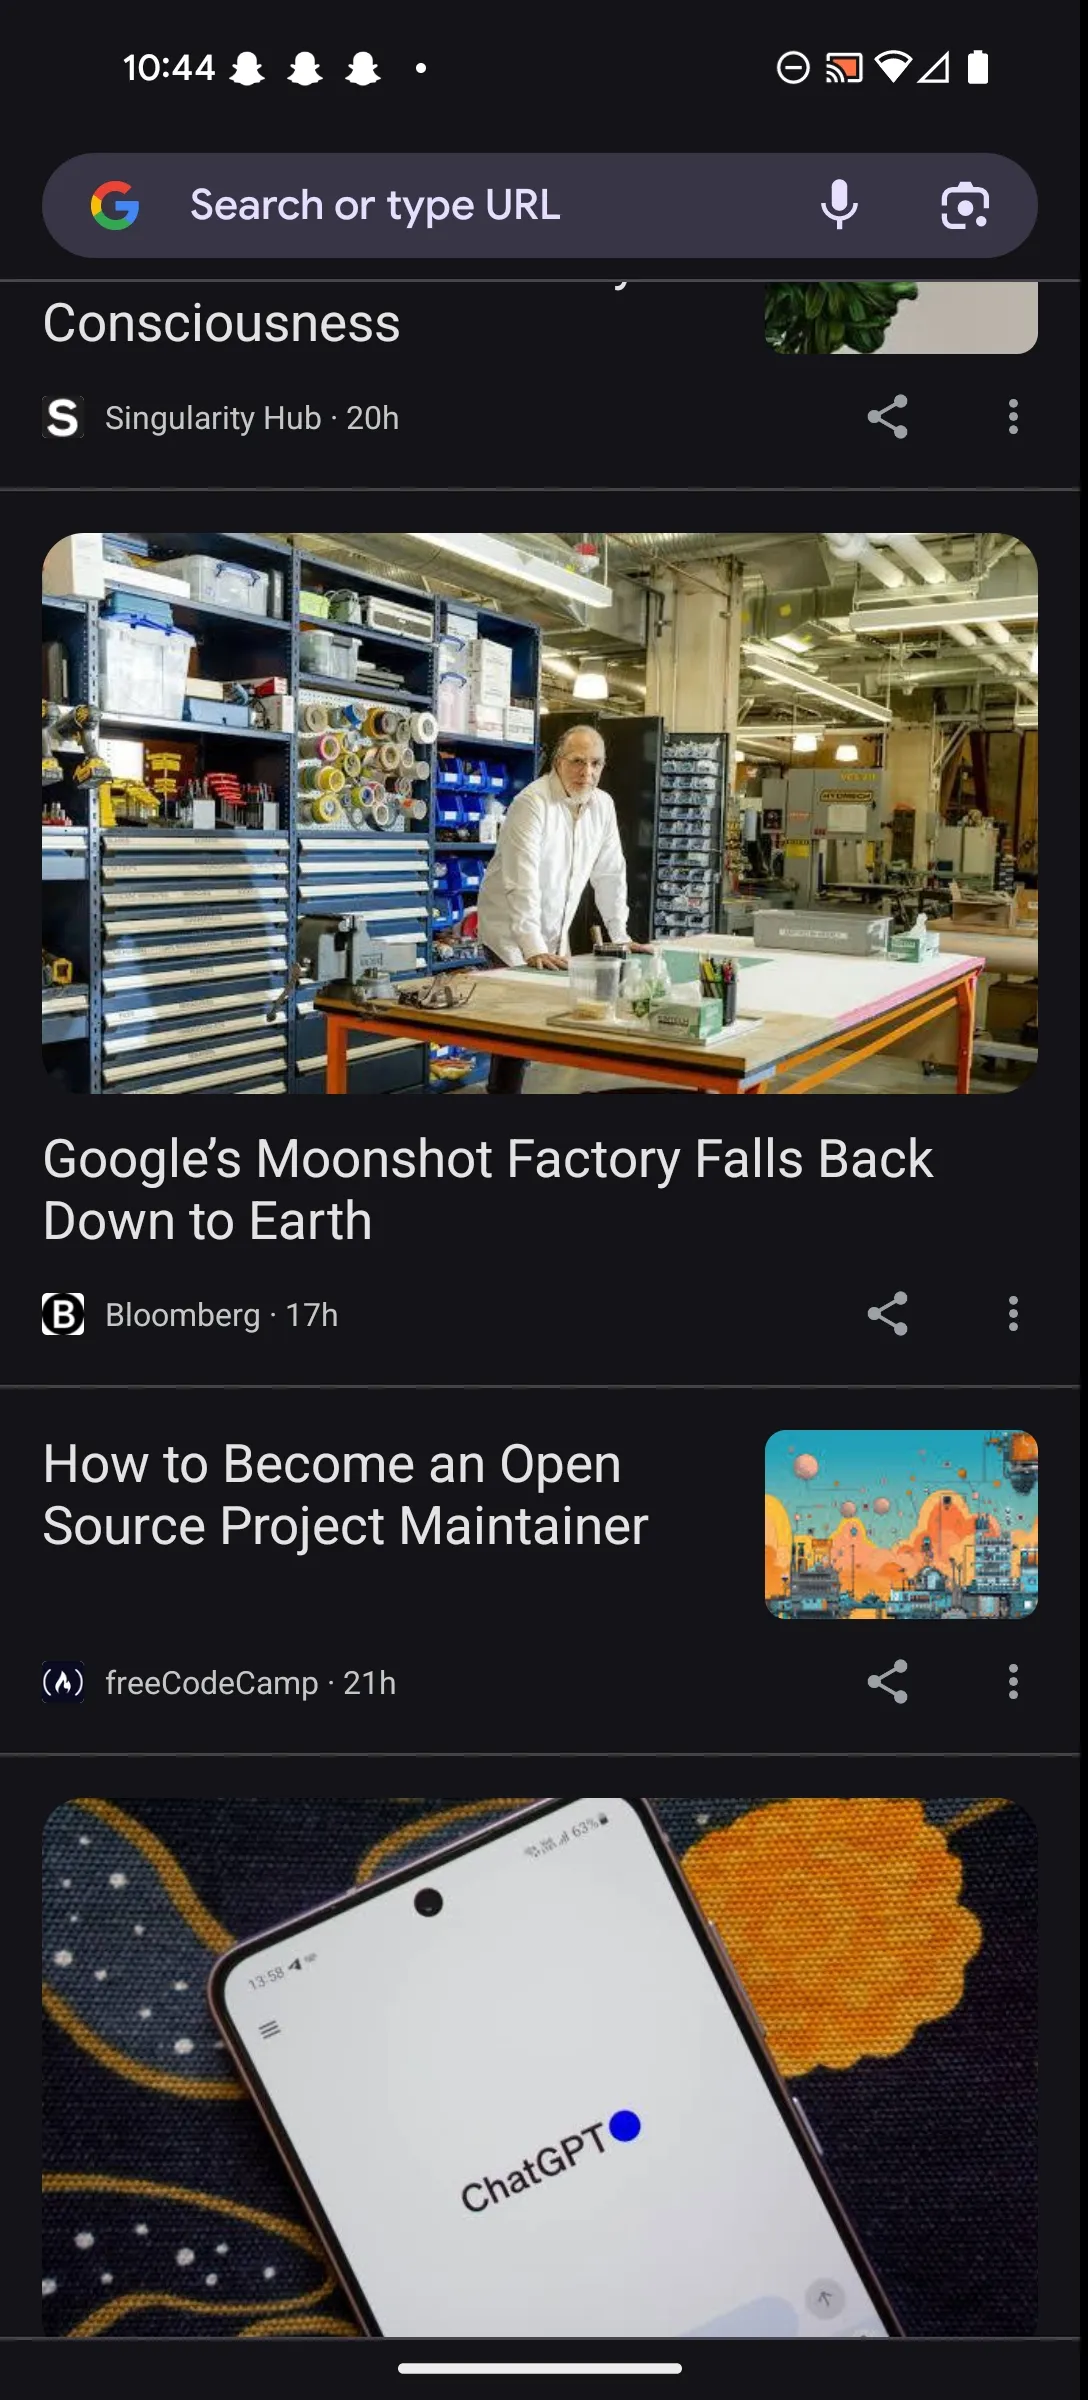 10:44
Search or type URL
Consciousness
S
Singularity Hub · 20h
Google’s Moonshot Factory Falls Back
Down to Earth
B
Bloomberg · 17h
How to Become an Open
Source Project Maintainer
freeCodeCamp · 21h
63%
13:58
ChatGPT